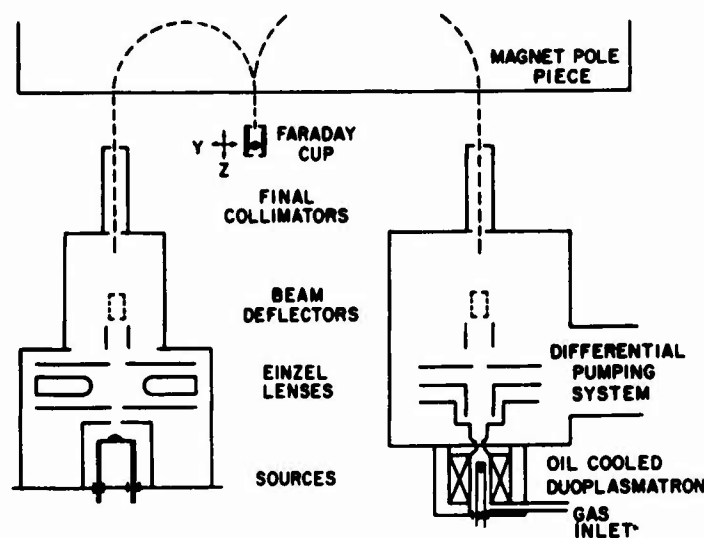 MAGNET POLE
PIECE
FARADAY
CUP
Y
Z
FINAL
COLLIMATORS
BEAM
DEFLECTORS
EINZEL
LENSES
DIFFERENTIAL
PUMPING
SYSTEM
SOURCES
OIL COOLED
DUOPLASMATRON
GAS
INLET